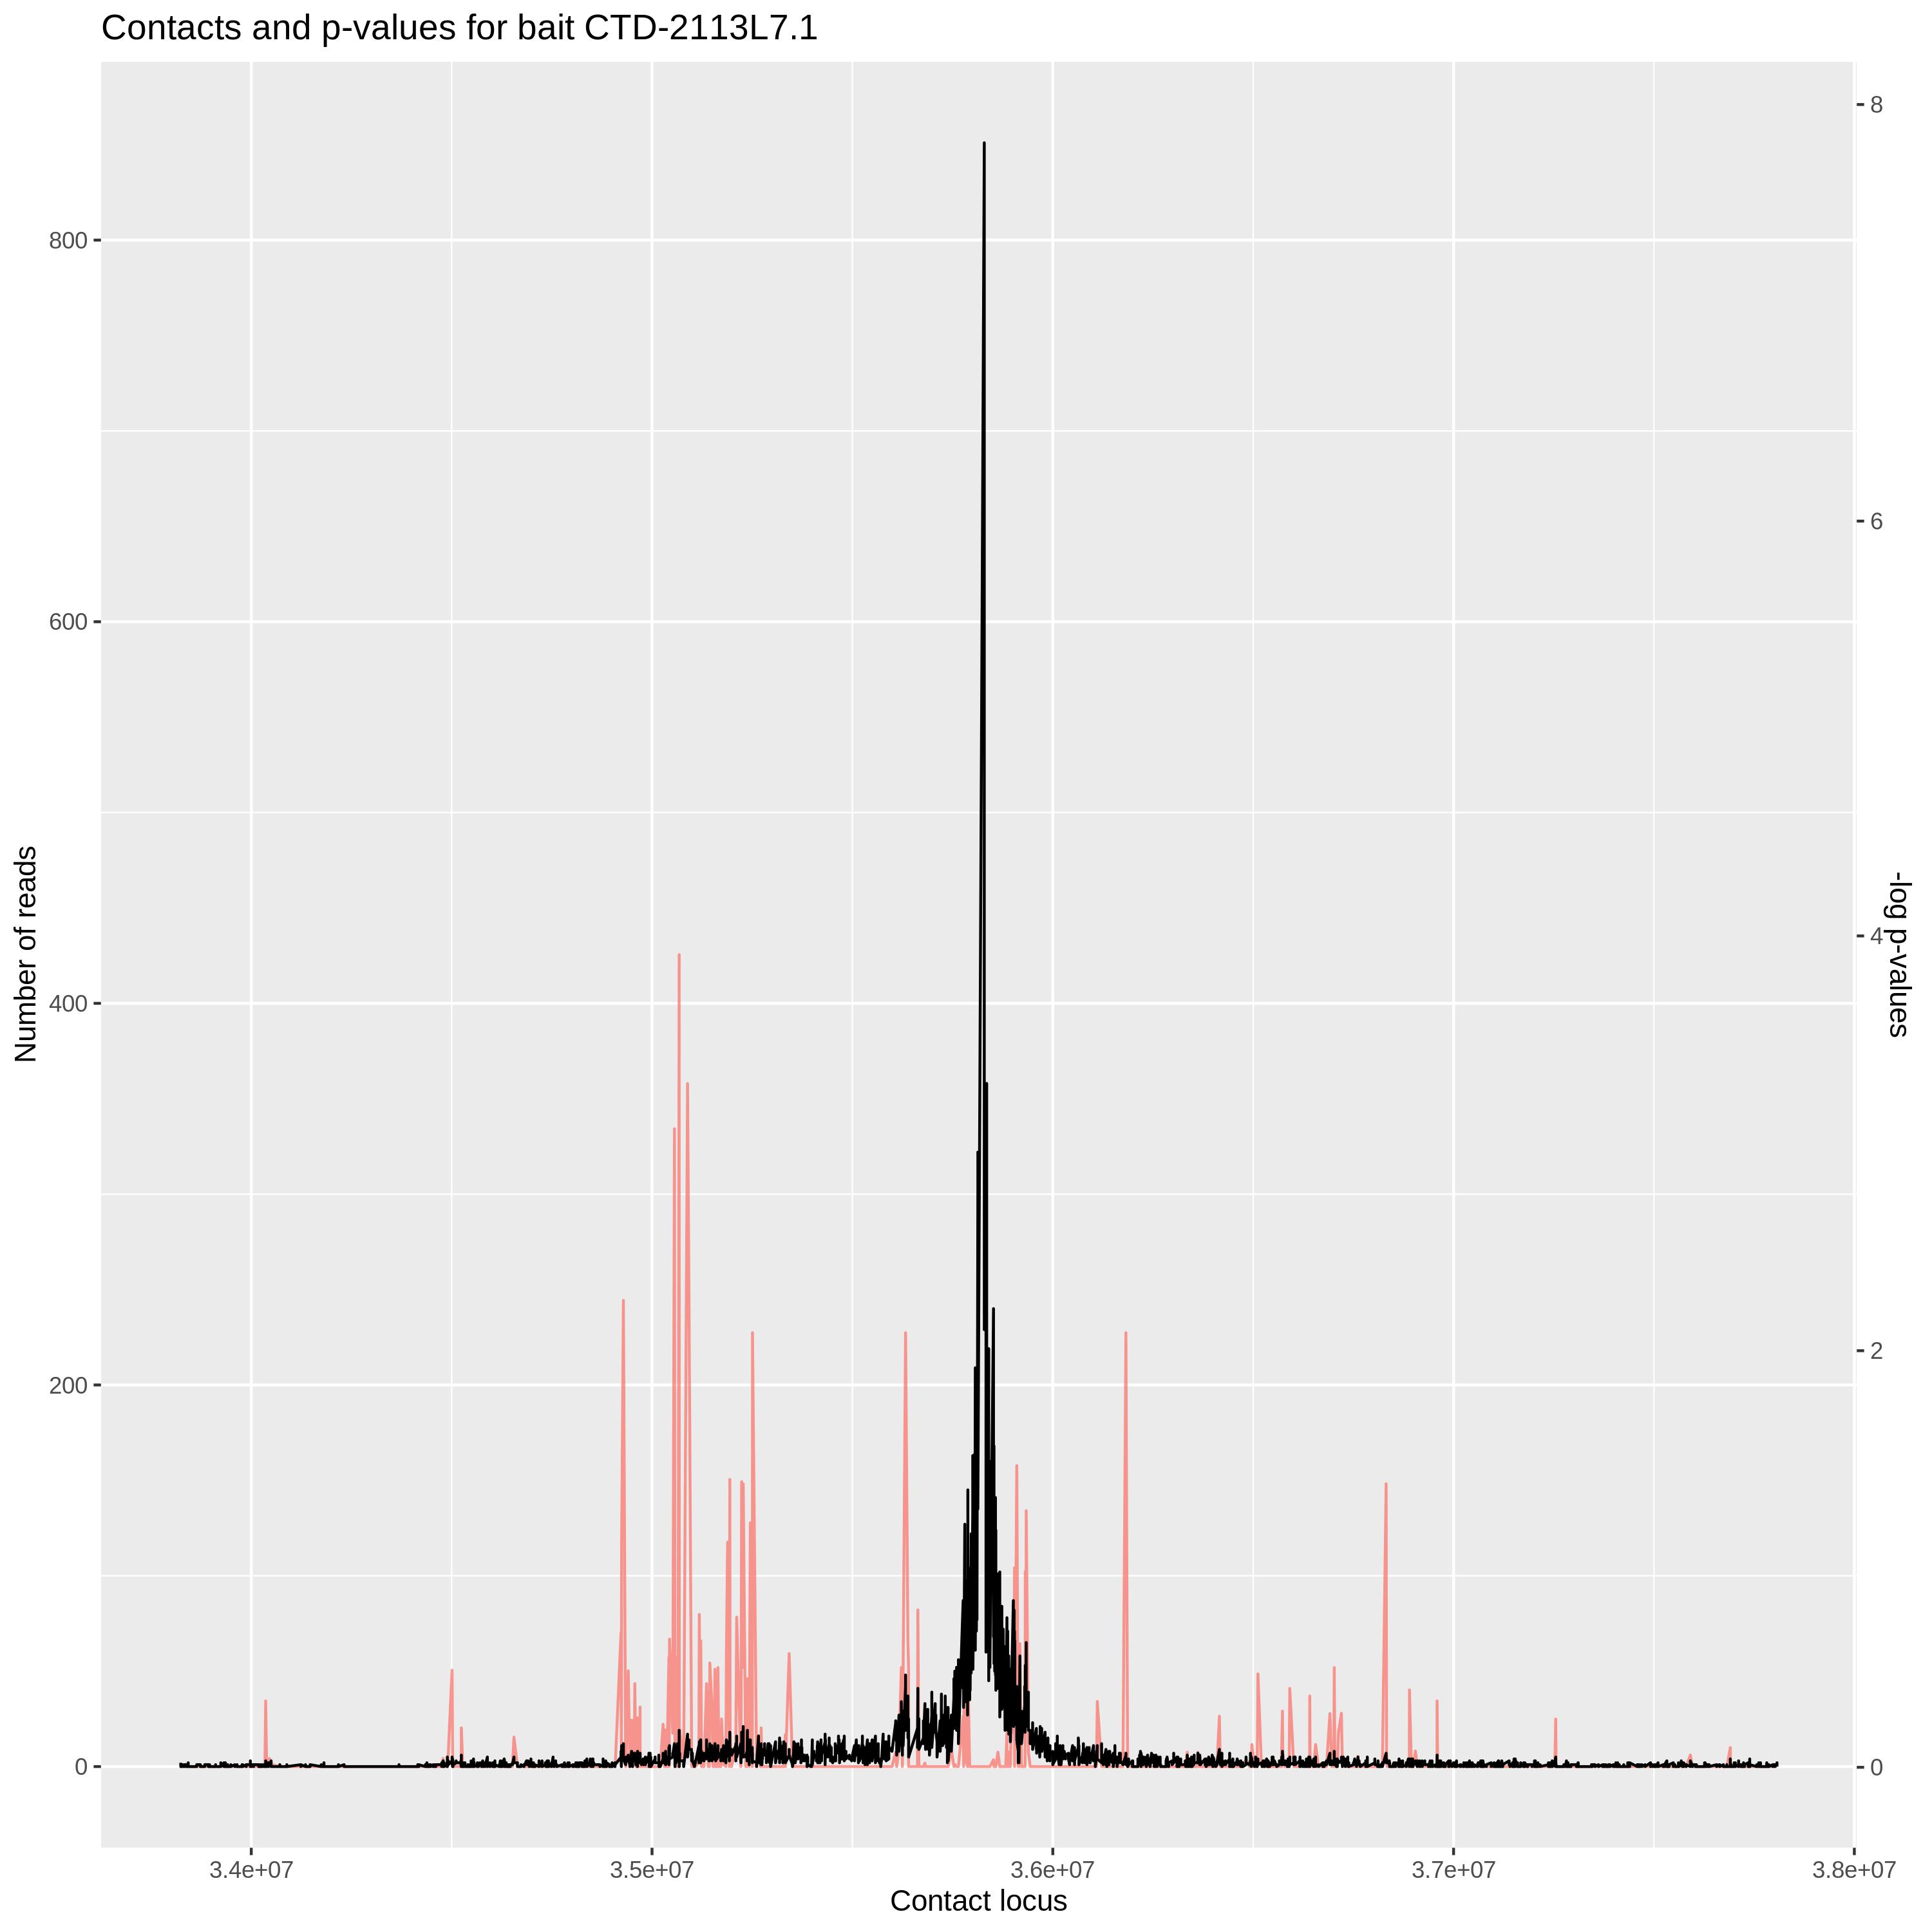 Contacts and p-values for bait CTD-2113L7.1
Number of reads
800
600
400
200
0
8
6
4
2
0
-log p-values
3.4e+07
3.5e+07
3.6e+07
3.7e+07
3.8e+07
Contact locus